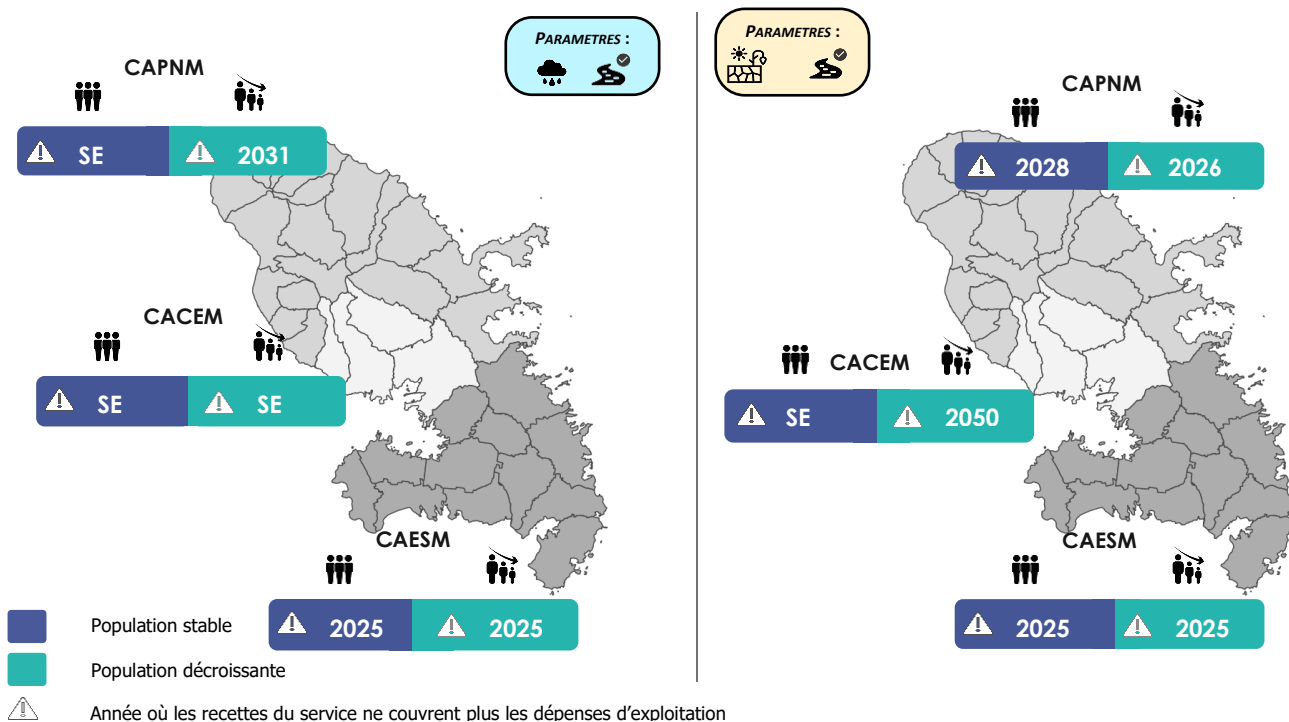 PARAMETRES :
CAPNM
SE 2031
CACEM
SE SE
CAESM
2025 2025
PARAMETRES :
CAPNM
2028 2026
CACEM
SE 2050
CAESM
2025 2025
Population stable
Population décroissante
Année où les recettes du service ne couvrent plus les dépenses d'exploitation